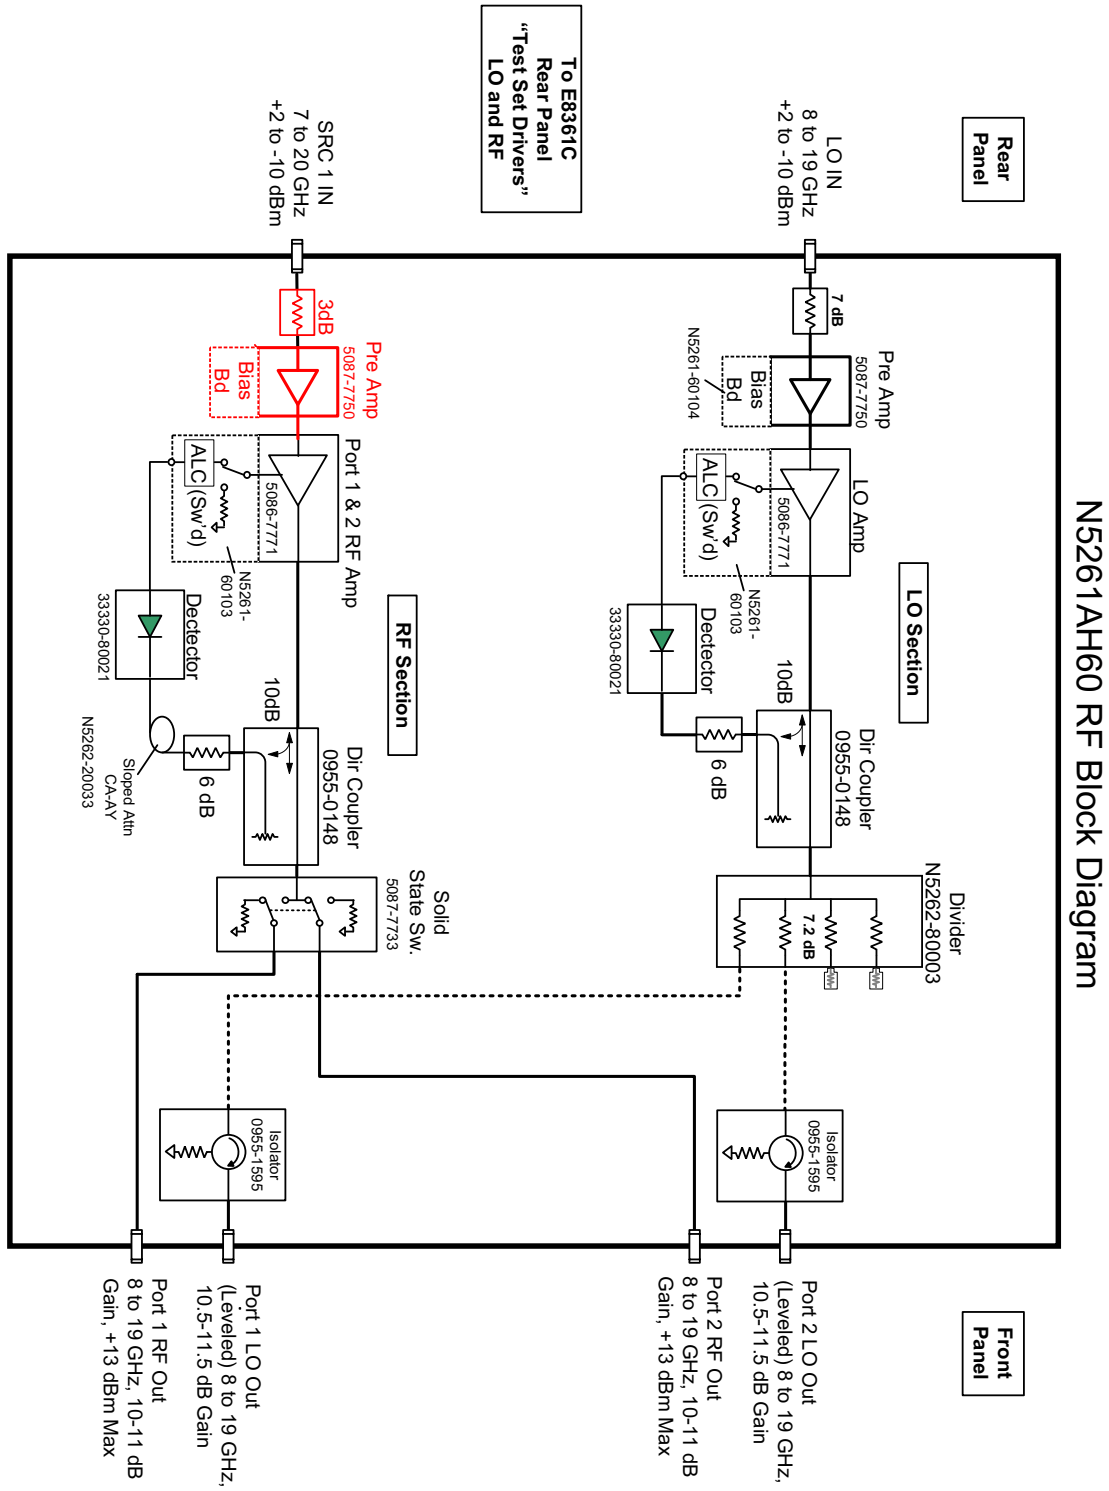 N5261AH60 RF Block Diagram
Rear
Panel
Front
Panel
LO IN
8 to 19 GHz
+2 to -10 dBm
7 dB
Pre Amp
5087-7750
Bias
Bd
N5261-60104
LO Amp
5086-7771
ALC (Sw'd)
N5261-
60103
LO Section
Dectector
33330-80021
10dB
6 dB
Dir Coupler
0955-0148
Divider
N5262-80003
7.2 dB
Isolator
0955-1595
Port 2 LO Out
(Leveled) 8 to 19 GHz,
10.5-11.5 dB Gain
Port 2 RF Out
8 to 19 GHz, 10-11 dB
Gain, +13 dBm Max
To E8361C
Rear Panel
"Test Set Drivers"
LO and RF
SRC 1 IN
7 to 20 GHz
+2 to -10 dBm
3dB
Pre Amp
5087-7750
Bias
Bd
Port 1 & 2 RF Amp
5086-7771
ALC (Sw'd)
N5261-
60103
RF Section
Dectector
33330-80021
Sloped Attn
CA-AY
N5262-20033
10dB
6 dB
Dir Coupler
0955-0148
Solid
State Sw.
5087-7733
Isolator
0955-1595
Port 1 LO Out
(Leveled) 8 to 19 GHz,
10.5-11.5 dB Gain
Port 1 RF Out
8 to 19 GHz, 10-11 dB
Gain, +13 dBm Max